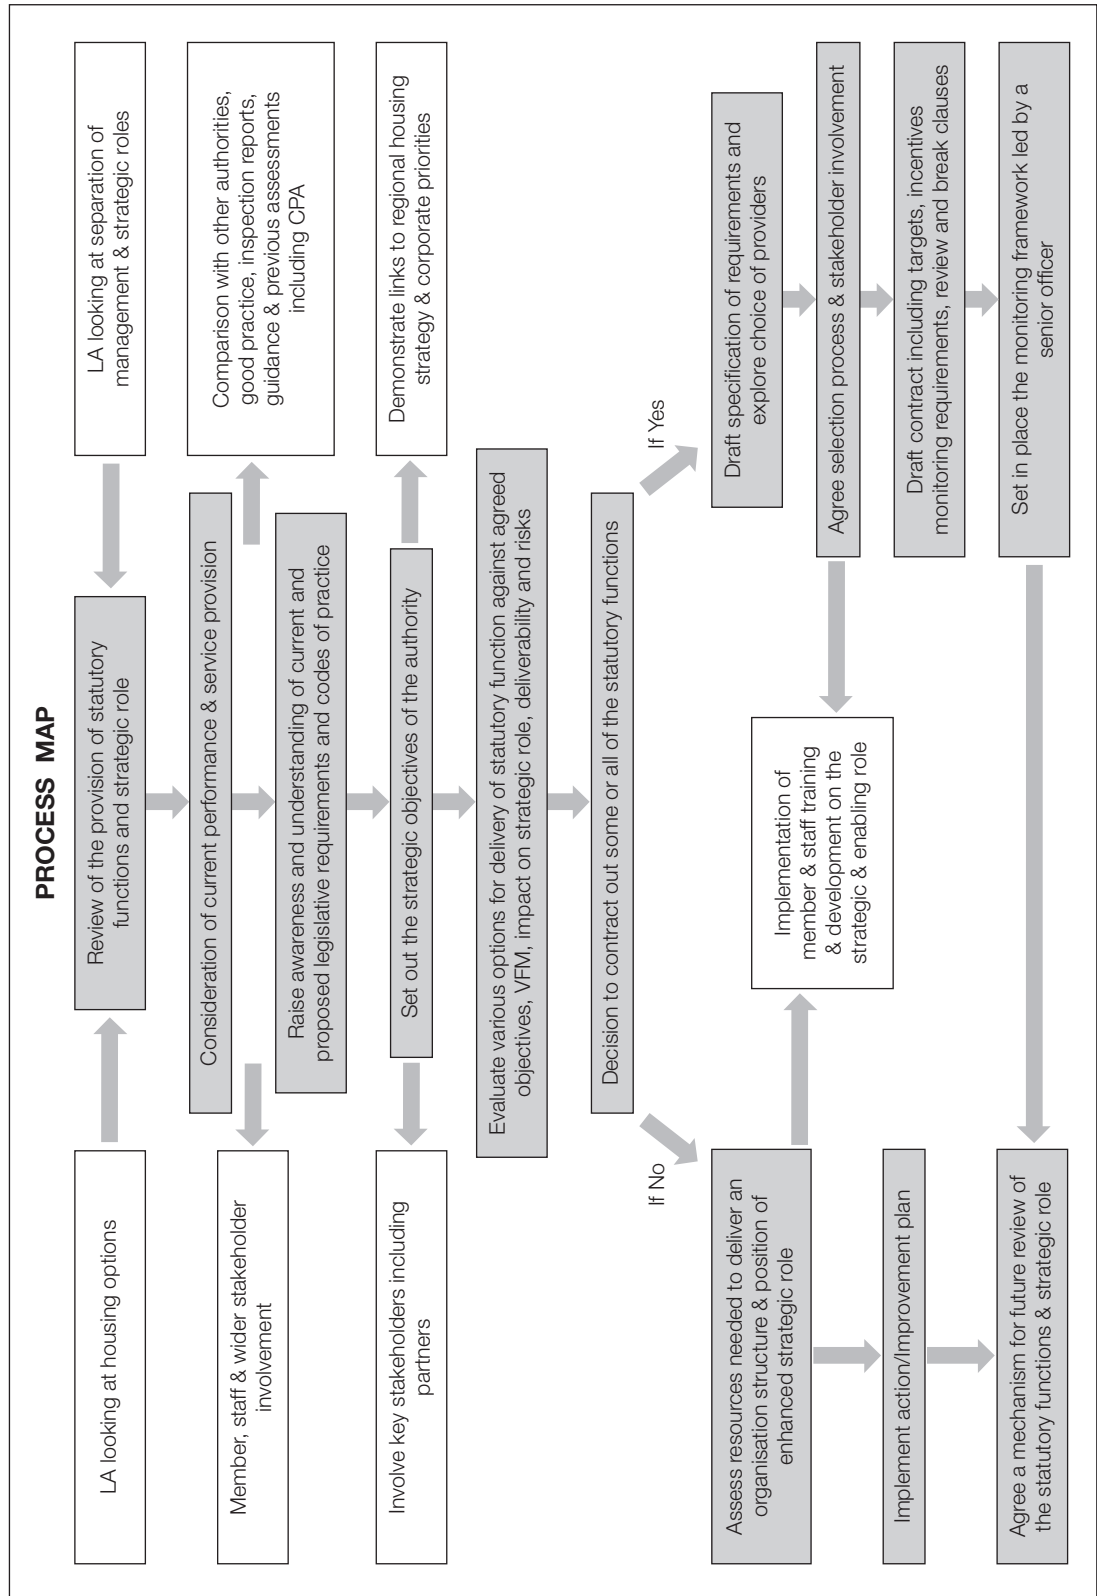 PROCESS MAP
LA looking at housing options
Review of the provision of statutory
functions and strategic role
LA looking at separation of
management & strategic roles
Consideration of current performance & service provision
Member, staff & wider stakeholder
involvement
Comparison with other authorities,
good practice, inspection reports,
guidance & previous assessments
including CPA
Raise awareness and understanding of current and
proposed legislative requirements and codes of practice
Involve key stakeholders including
partners
Set out the strategic objectives of the authority
Demonstrate links to regional housing
strategy & corporate priorities
Evaluate various options for delivery of statutory function against agreed
objectives, VFM, impact on strategic role, deliverability and risks
Decision to contract out some or all of the statutory functions
If No
If Yes
Assess resources needed to deliver an
organisation structure & position of
enhanced strategic role
Implement action/Improvement plan
Agree a mechanism for future review of
the statutory functions & strategic role
Implementation of
member & staff training
& development on the
strategic & enabling role
Draft specification of requirements and
explore choice of providers
Agree selection process & stakeholder involvement
Draft contract including targets, incentives
monitoring requirements, review and break clauses
Set in place the monitoring framework led by a
senior officer